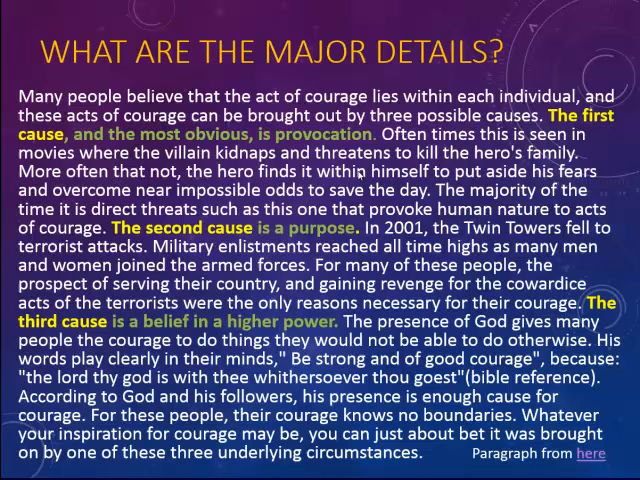 WHAT ARE THE MAJOR DETAILS?
Many people believe that the act of courage lies within each individual, and
these acts of courage can be brought out by three possible causes. The first
cause, and the most obvious, is provocation. Often times this is seen in
movies where the villain kidnaps and threatens to kill the hero's family.
More often that not, the hero finds it within himself to put aside his fears
and overcome near impossible odds to save the day. The majority of the
time it is direct threats such as this one that provoke human nature to acts
of courage. The second cause is a purpose. In 2001, the Twin Towers fell to
terrorist attacks. Military enlistments reached all time highs as many men
and women joined the armed forces. For many of these people, the
prospect of serving their country, and gaining revenge for the cowardice
acts of the terrorists were the only reasons necessary for their courage. The
third cause is a belief in a higher power. The presence of God gives many
people the courage to do things they would not be able to do otherwise. His
words play clearly in their minds," Be strong and of good courage", because:
"the lord thy god is with thee whithersoever thou goest"(bible reference).
According to God and his followers, his presence is enough cause for
courage. For these people, their courage knows no boundaries. Whatever
your inspiration for courage may be, you can just about bet it was brought
on by one of these three underlying circumstances. Paragraph from here